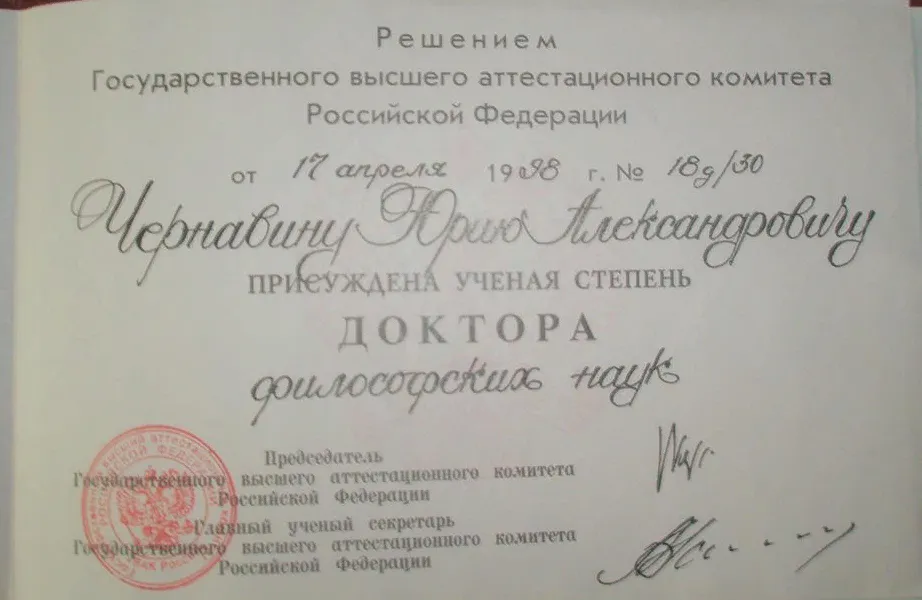 Решением
Государственного высшего аттестационного комитета
Российской Федерации
от 17 апреля 1998 г. № 18д/30
Чернавину Юрию Александровичу
ПРИСУЖДЕНА УЧЕНАЯ СТЕПЕНЬ
ДОКТОРА
философских наук
Председатель
Государственного высшего аттестационного комитета
Российской Федерации
Главный ученый секретарь
Государственного высшего аттестационного комитета
Российской Федерации